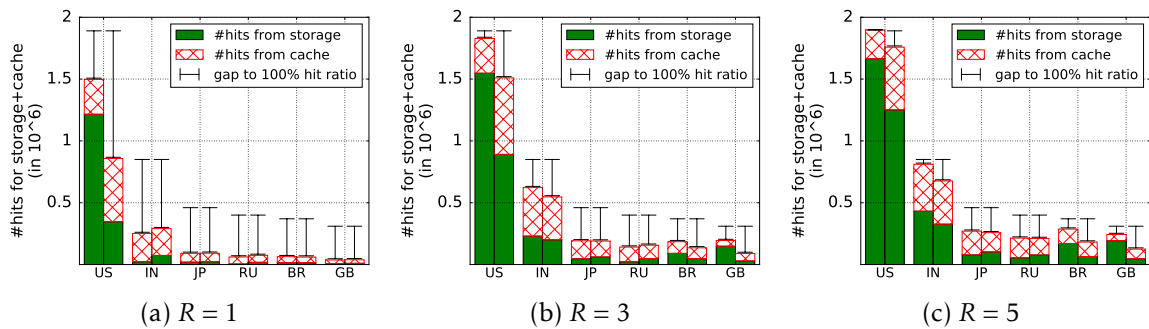 #hits for storage+cache
(in 10^6)
2
1.5
1
0.5
#hits from storage
#hits from cache
gap to 100% hit ratio
US IN JP RU BR GB
(a) R = 1
#hits for storage+cache
(in 10^6)
2
1.5
1
0.5
#hits from storage
#hits from cache
gap to 100% hit ratio
US IN JP RU BR GB
(b) R = 3
#hits for storage+cache
(in 10^6)
2
1.5
1
0.5
#hits from storage
#hits from cache
gap to 100% hit ratio
US IN JP RU BR GB
(c) R = 5